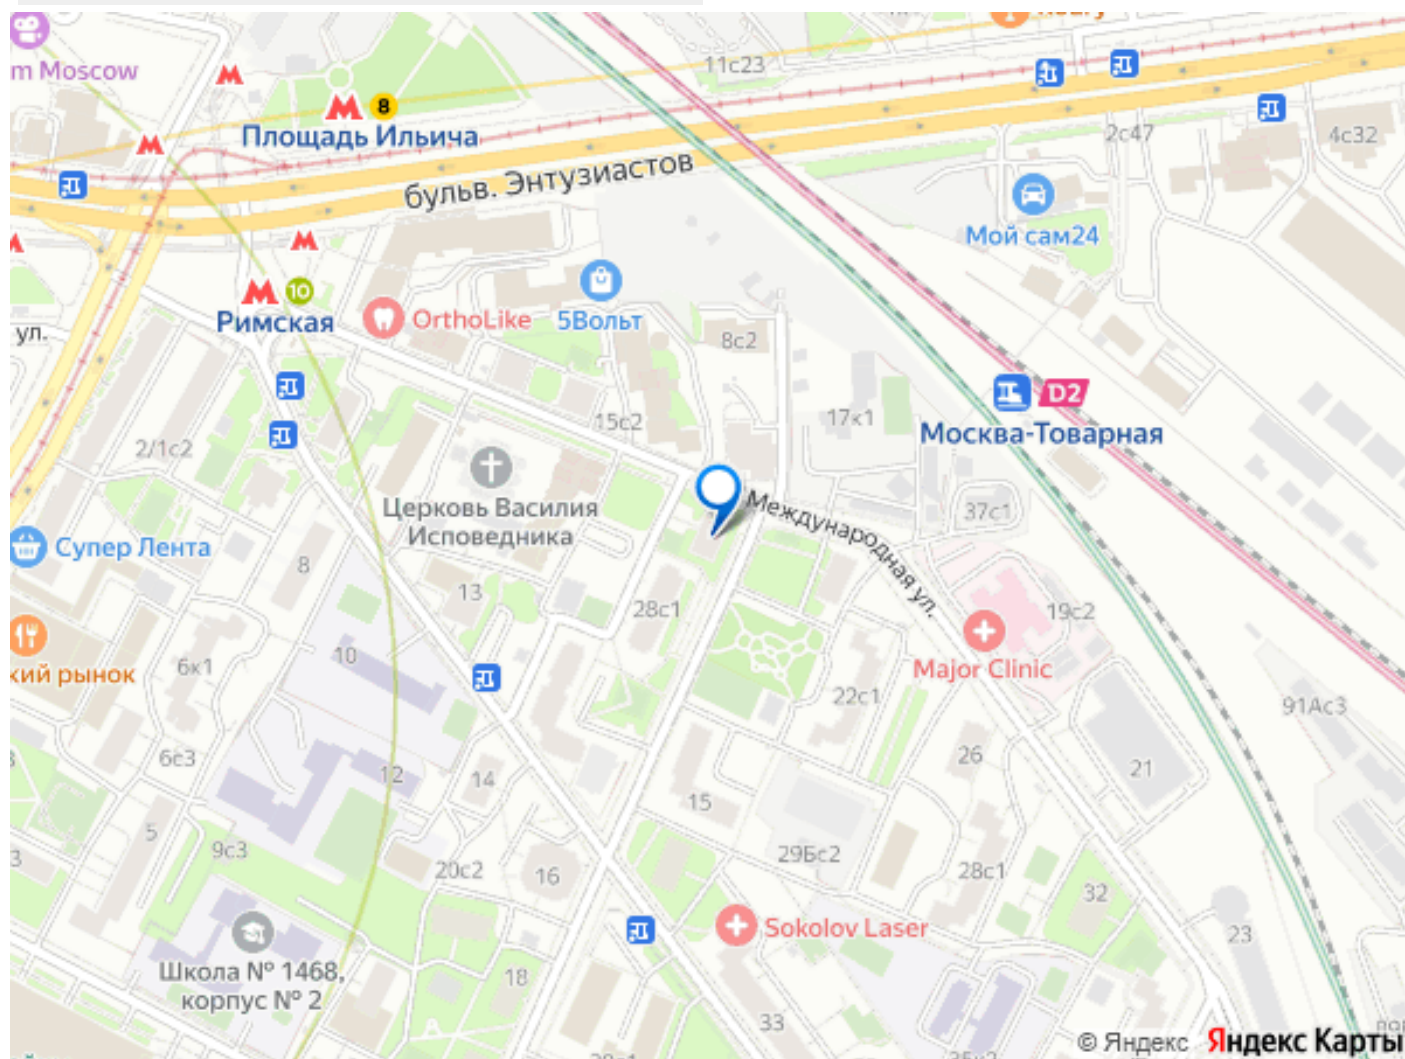 11с23
m Moscow
8
Площадь Ильича
2с47
4с32
бульв. Энтузиастов
Мой сам24
10
Римская
OrthoLike
5Вольт
8с2
ул.
D2
Москва-Товарная
2/1с2
15с2
17к1
Церковь Василия
Исповедника
Международная ул.
37с1
Супер Лента
8
13
28с1
19с2
Major Clinic
кий рынок
6к1
10
22с1
91Ас3
6с3
12
14
26
21
15
5
9с3
20с2
16
29Бс2
28с1
32
3
Sokolov Laser
23
Школа № 1468,
корпус № 2
18
33
© Яндекс Яндекс Карты